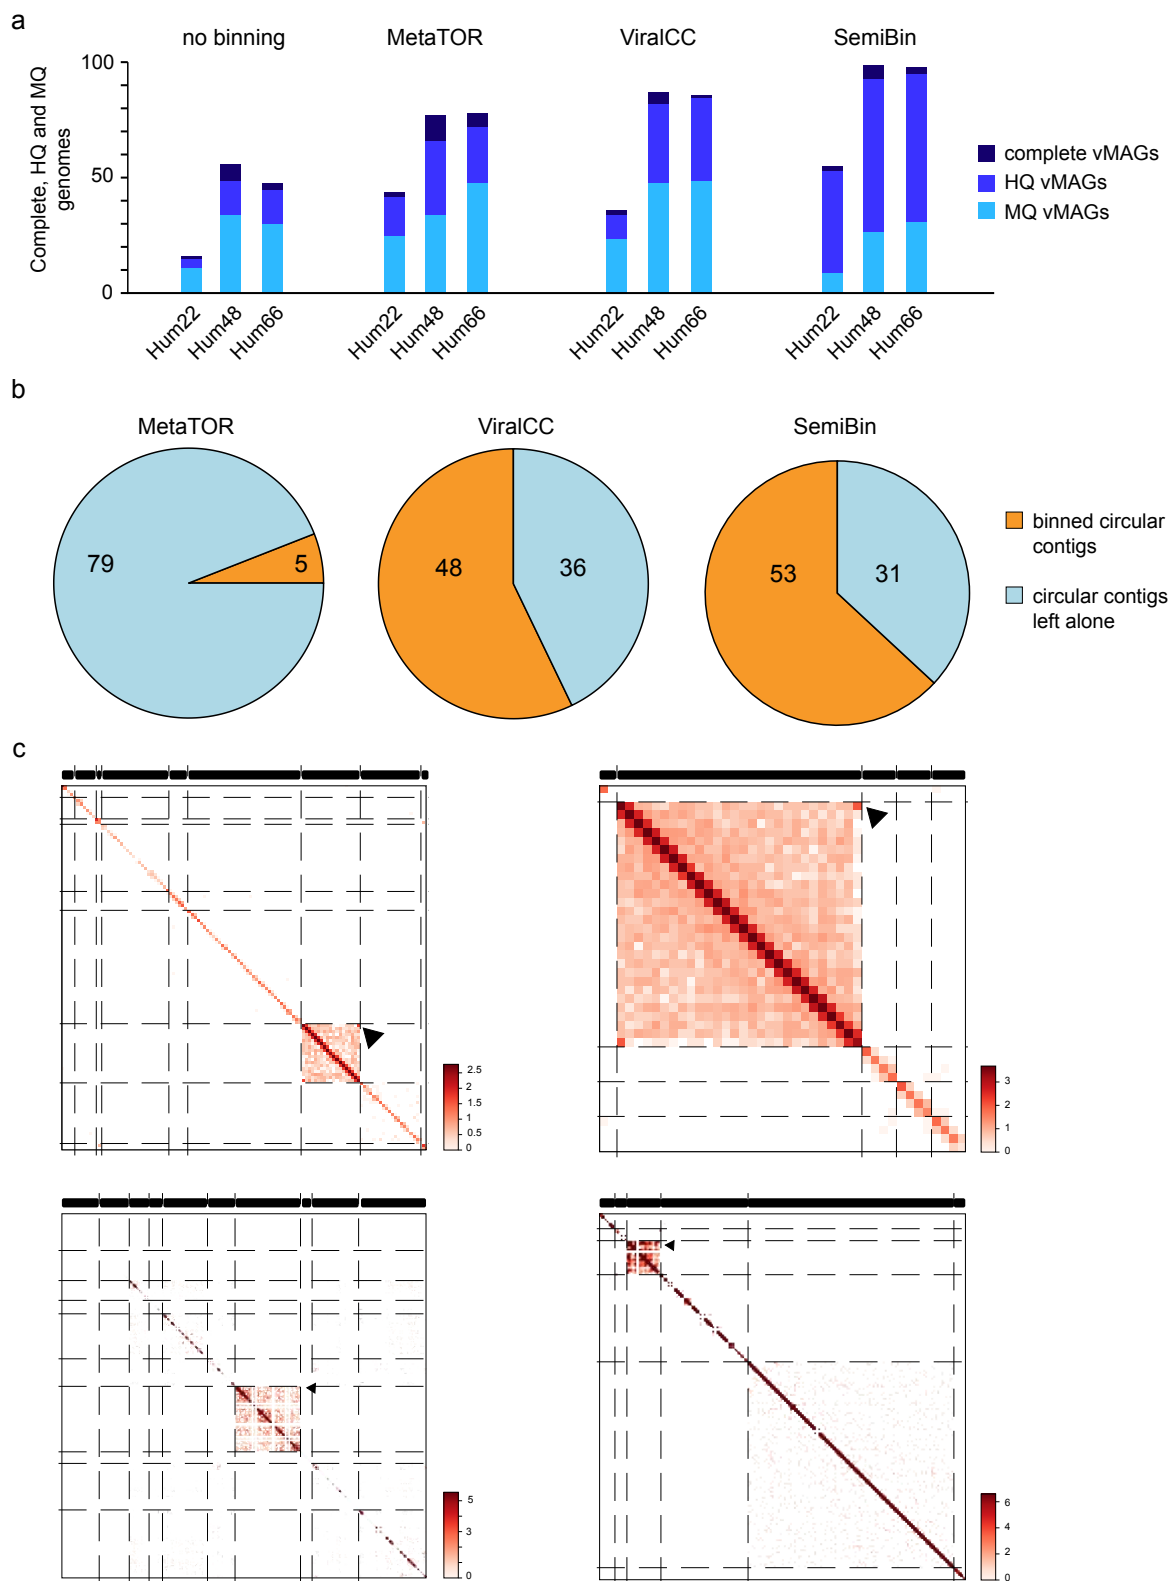 a
no binning
MetaTOR
ViralCC
SemiBin
Complete, HQ and MQ
genomes
100
50
0
Hum22
Hum48
Hum66
Hum22
Hum48
Hum66
Hum22
Hum48
Hum66
Hum22
Hum48
Hum66
complete vMAGs
HQ vMAGs
MQ vMAGs
b
MetaTOR
ViralCC
SemiBin
79
5
48
36
53
31
binned circular
contigs
circular contigs
left alone
c
2.5
2
1.5
1
0.5
0
3
2
1
0
5
3
1
0
6
4
2
0